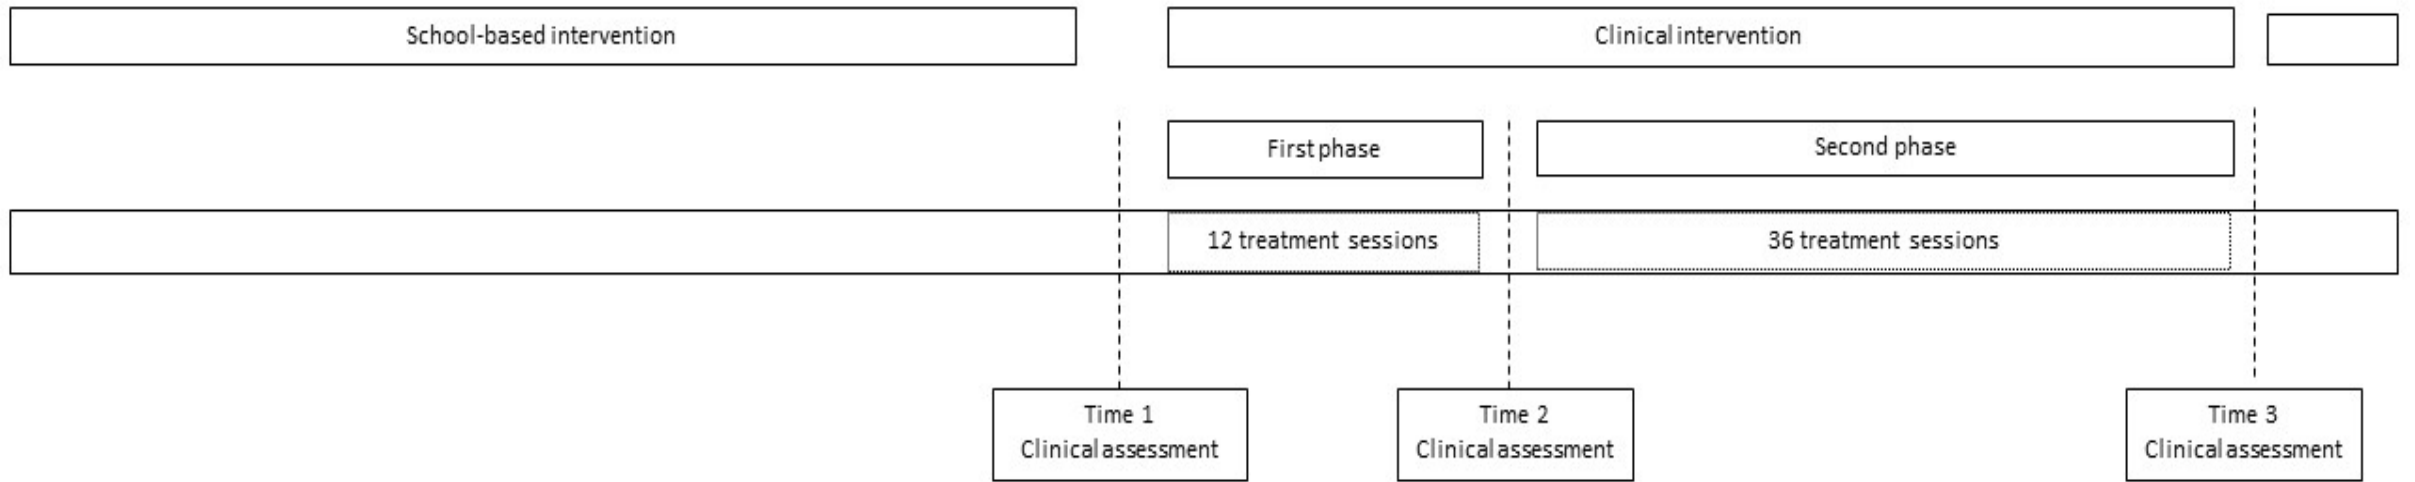 School-based intervention
Clinical intervention
First phase
Second phase
12 treatment sessions
36 treatment sessions
Time 1
Clinical assessment
Time 2
Clinical assessment
Time 3
Clinical assessment